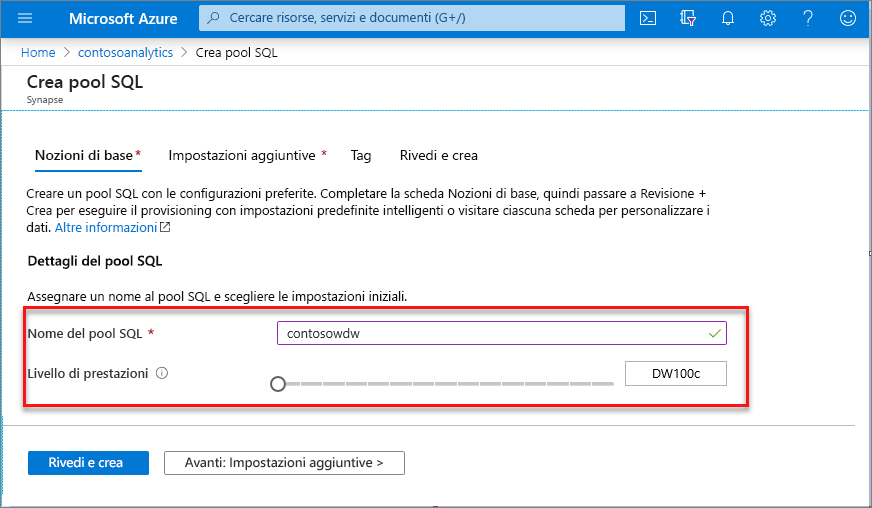 Microsoft Azure
Cercare risorse, servizi e documenti (G+/)
Home > contosoanalytics > Crea pool SQL
Crea pool SQL
Synapse
Nozioni di base * Impostazioni aggiuntive * Tag Rivedi e crea
Creare un pool SQL con le configurazioni preferite. Completare la scheda Nozioni di base, quindi passare a Revisione +
Crea per eseguire il provisioning con impostazioni predefinite intelligenti o visitare ciascuna scheda per personalizzare i
dati. Altre informazioni
Dettagli del pool SQL
Assegnare un nome al pool SQL e scegliere le impostazioni iniziali.
Nome del pool SQL * contosowdw
Livello di prestazioni DW100c
Rivedi e crea Avanti: Impostazioni aggiuntive >